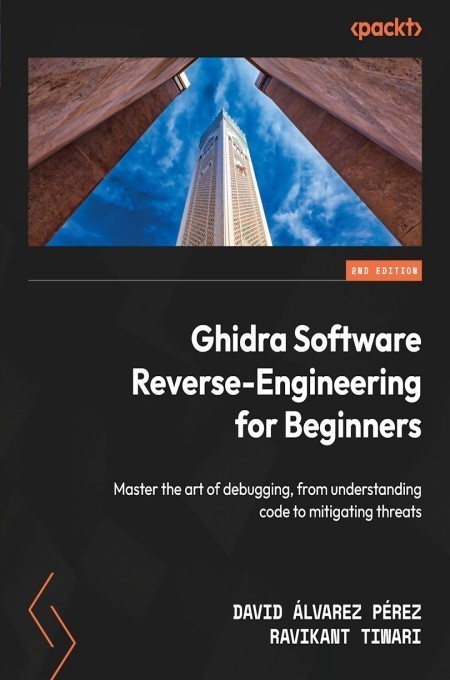 <packt>
2ND EDITION
Ghidra Software
Reverse-Engineering
for Beginners
Master the art of debugging, from understanding
code to mitigating threats
DAVID ÁLVAREZ PÉREZ
RAVIKANT TIWARI